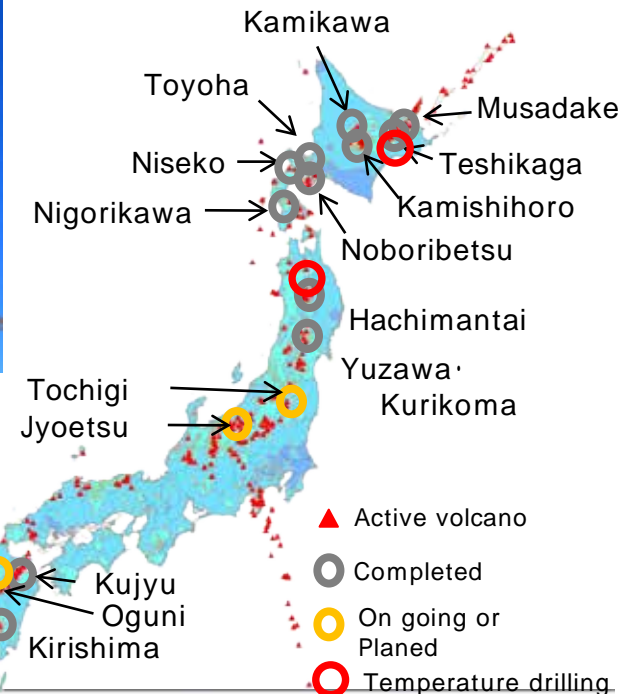 Kamikawa
Toyoha
Musadake
Niseko
Teshikaga
Nigorikawa
Kamishihoro
Noboribetsu
Hachimantai
Yuzawa・
Kurikoma
Tochigi
Jyoetsu
Active volcano
Completed
Kujyu
Oguni
On going or
Planed
Kirishima
Temperature drilling